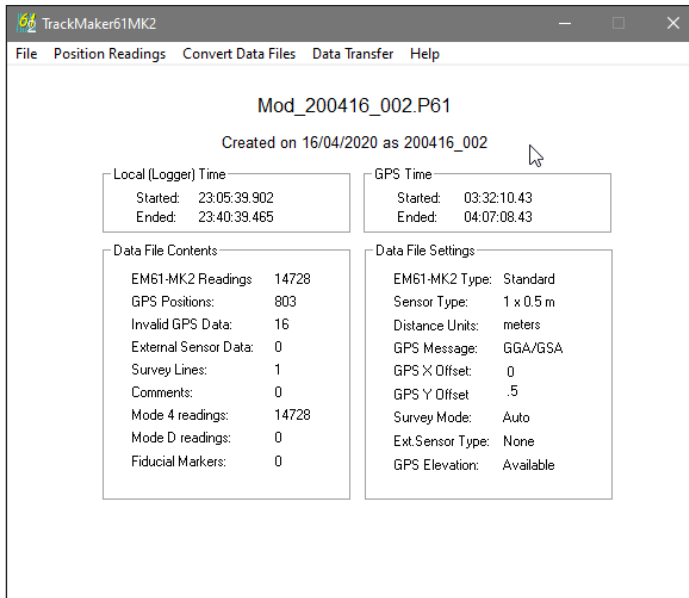 TrackMaker61MK2
File Position Readings Convert Data Files Data Transfer Help
Mod_200416_002.P61
Created on 16/04/2020 as 200416_002
Local (Logger) Time
Started: 23:05:39.902
Ended: 23:40:39.465
GPS Time
Started: 03:32:10.43
Ended: 04:07:08.43
Data File Contents
EM61-MK2 Readings 14728
GPS Positions: 803
Invalid GPS Data: 16
External Sensor Data: 0
Survey Lines: 1
Comments: 0
Mode 4 readings: 14728
Mode D readings: 0
Fiducial Markers: 0
Data File Settings
EM61-MK2 Type: Standard
Sensor Type: 1 x 0.5 m
Distance Units: meters
GPS Message: GGA/GSA
GPS X Offset: 0
GPS Y Offset .5
Survey Mode: Auto
Ext.Sensor Type: None
GPS Elevation: Available